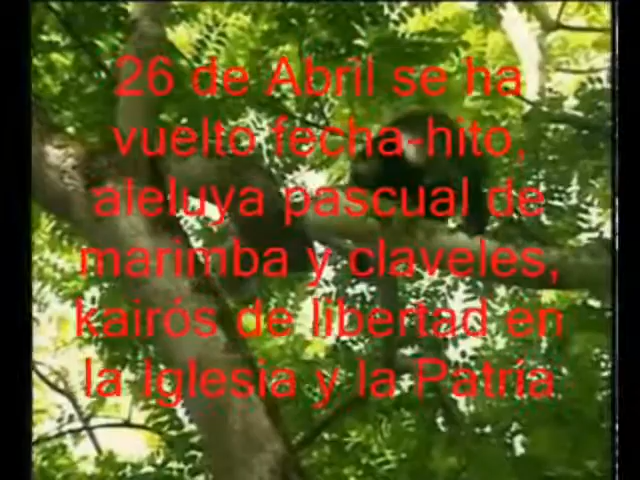 26 de Abril se ha
vuelto fecha-hito,
aleluya pascual de
marimba y claveles,
kairós de libertad en
la Iglesia y la Patria